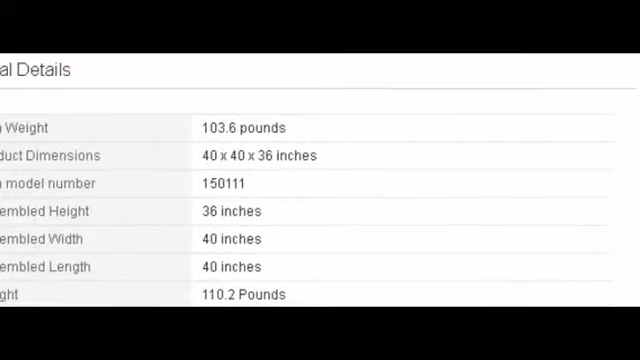 al Details
Weight 103.6 pounds
duct Dimensions 40 x 40 x 36 inches
model number 150111
embled Height 36 inches
embled Width 40 inches
embled Length 40 inches
ght 110.2 Pounds